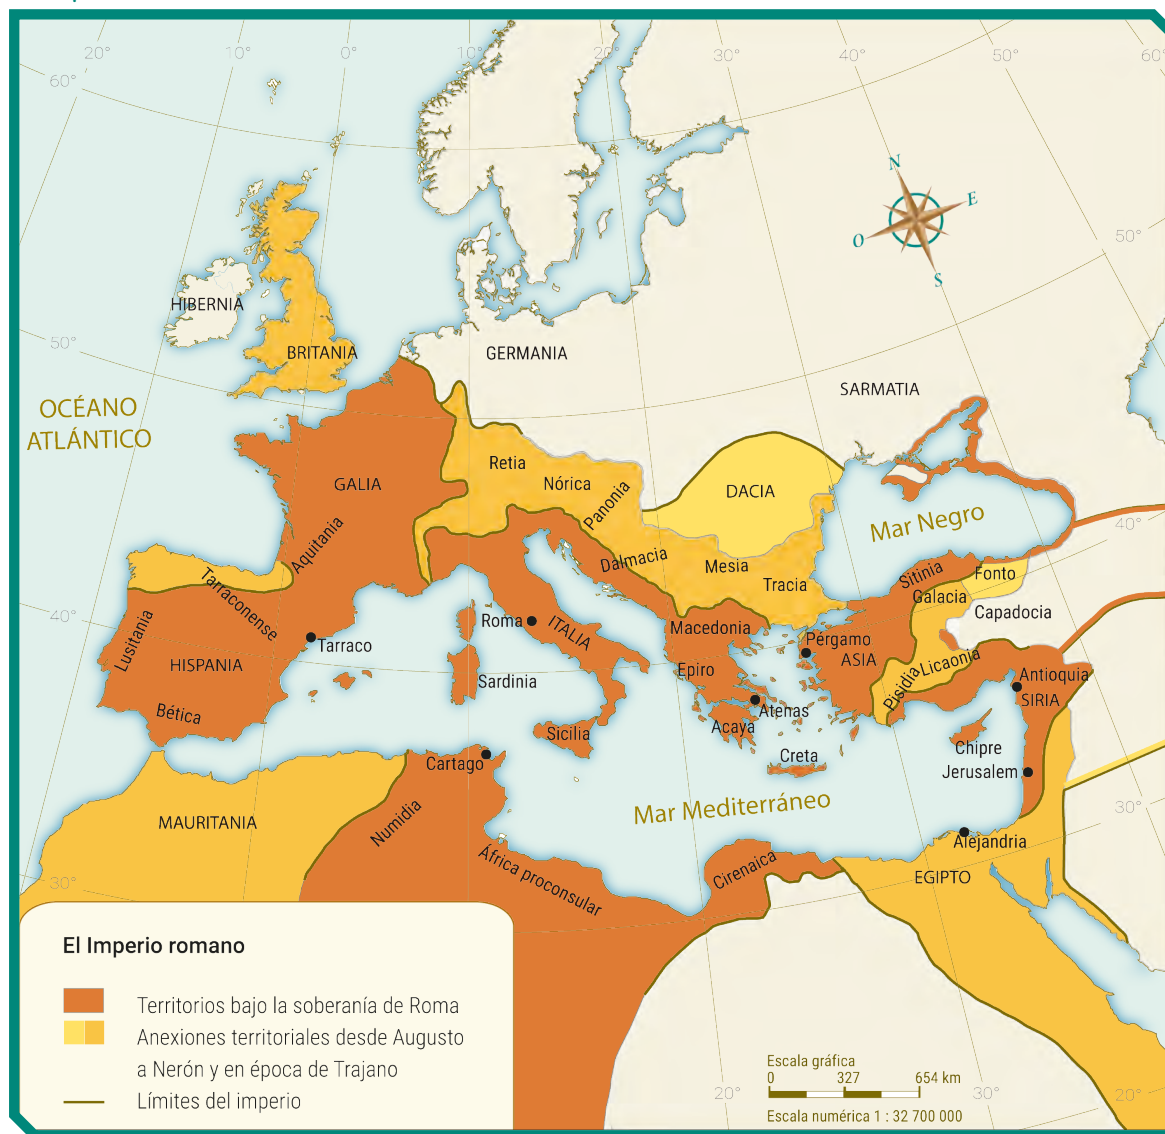 20°
10°
0°
10°
20°
30°
40°
50°
60°
60°
N
E
O
S
50°
HIBERNIA
BRITANIA
GERMANIA
SARMATIA
50°
OCÉANO
ATLÁNTICO
Retia
Nórica
Panonia
GALIA
DACIA
Mar Negro
40°
Aquitania
Dalmacia
Mesia
Tracia
Sitinia
Fonto
Galacia
Capadocia
Tarraconense
40°
Lusitania
Tarraco
HISPANIA
Bética
Roma
ITALIA
Sardinia
Sicilia
Macedonia
Epiro
Pérgamo
ASIA
Licaonia
Pisidia
Antioquia
SIRIA
Atenas
Acaya
Creta
Chipre
Jerusalem
Cartago
Mar Mediterráneo
30°
MAURITANIA
Numidia
África proconsular
Cirenaica
Alejandria
EGIPTO
30°
El Imperio romano
Territorios bajo la soberanía de Roma
Anexiones territoriales desde Augusto
a Nerón y en época de Trajano
Límites del imperio
Escala gráfica
0 327 654 km
Escala numérica 1 : 32 700 000
20°
30°
20°